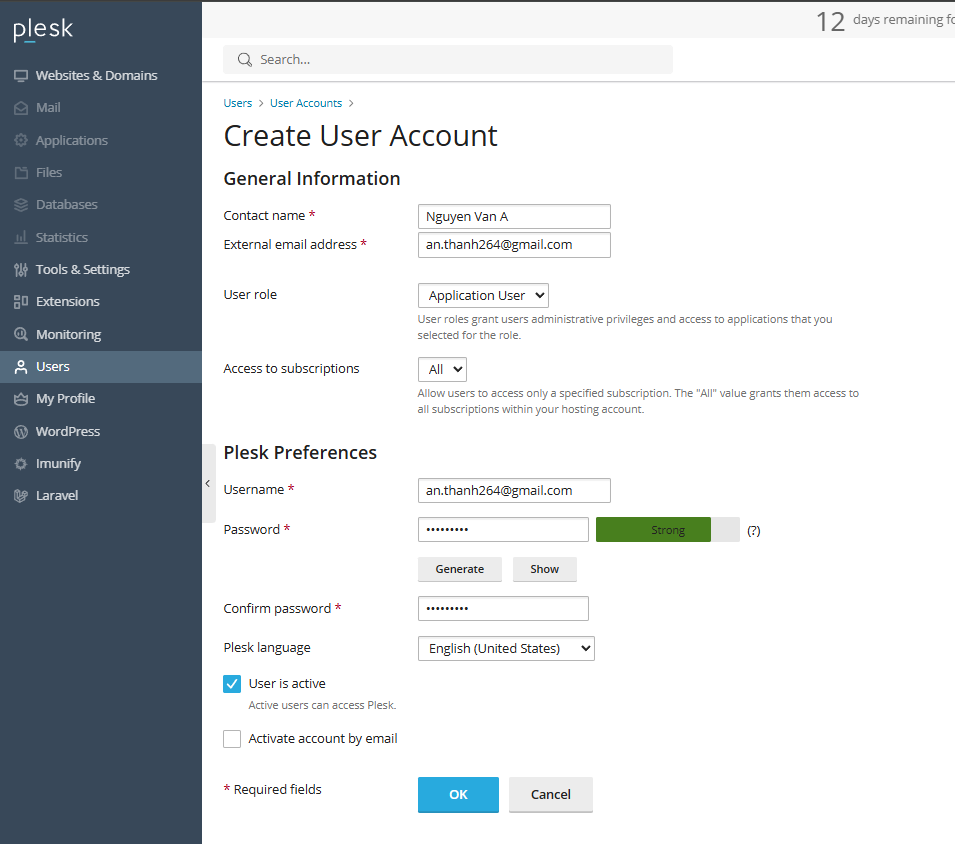 plesk
12 days remaining fo
Search...
Websites & Domains
Mail
Applications
Files
Databases
Statistics
Tools & Settings
Extensions
Monitoring
Users
My Profile
WordPress
Imunify
Laravel
Users > User Accounts >
Create User Account
General Information
Contact name * Nguyen Van A
External email address * an.thanh264@gmail.com
User role Application User
User roles grant users administrative privileges and access to applications that you
selected for the role.
Access to subscriptions All
Allow users to access only a specified subscription. The "All" value grants them access to
all subscriptions within your hosting account.
Plesk Preferences
Username * an.thanh264@gmail.com
Password * ••••••••• Strong (?)
Generate Show
Confirm password * •••••••••
Plesk language English (United States)
User is active
Active users can access Plesk.
Activate account by email
* Required fields OK Cancel